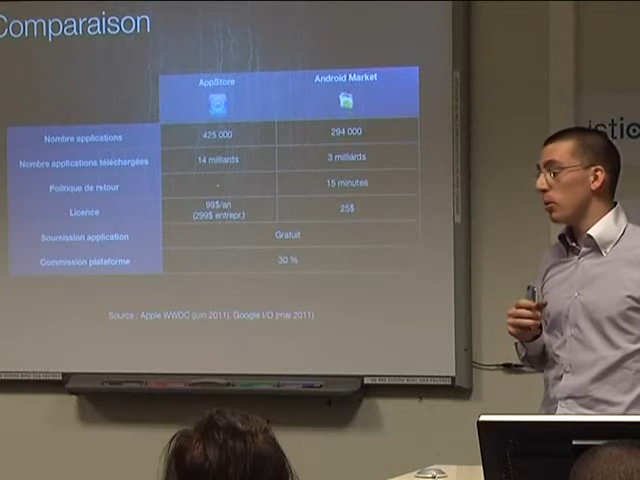 Comparaison
AppStore Android Market
Nombre applications 425 000 294 000
Nombre applications téléchargées 14 milliards 3 milliards
Politique de retour - 15 minutes
Licence 99$/an 25$
(299$ entrepr.)
Soumission application Gratuit
Commission plateforme 30 %
Source : Apple WWDC (juin 2011), Google I/O (mai 2011)